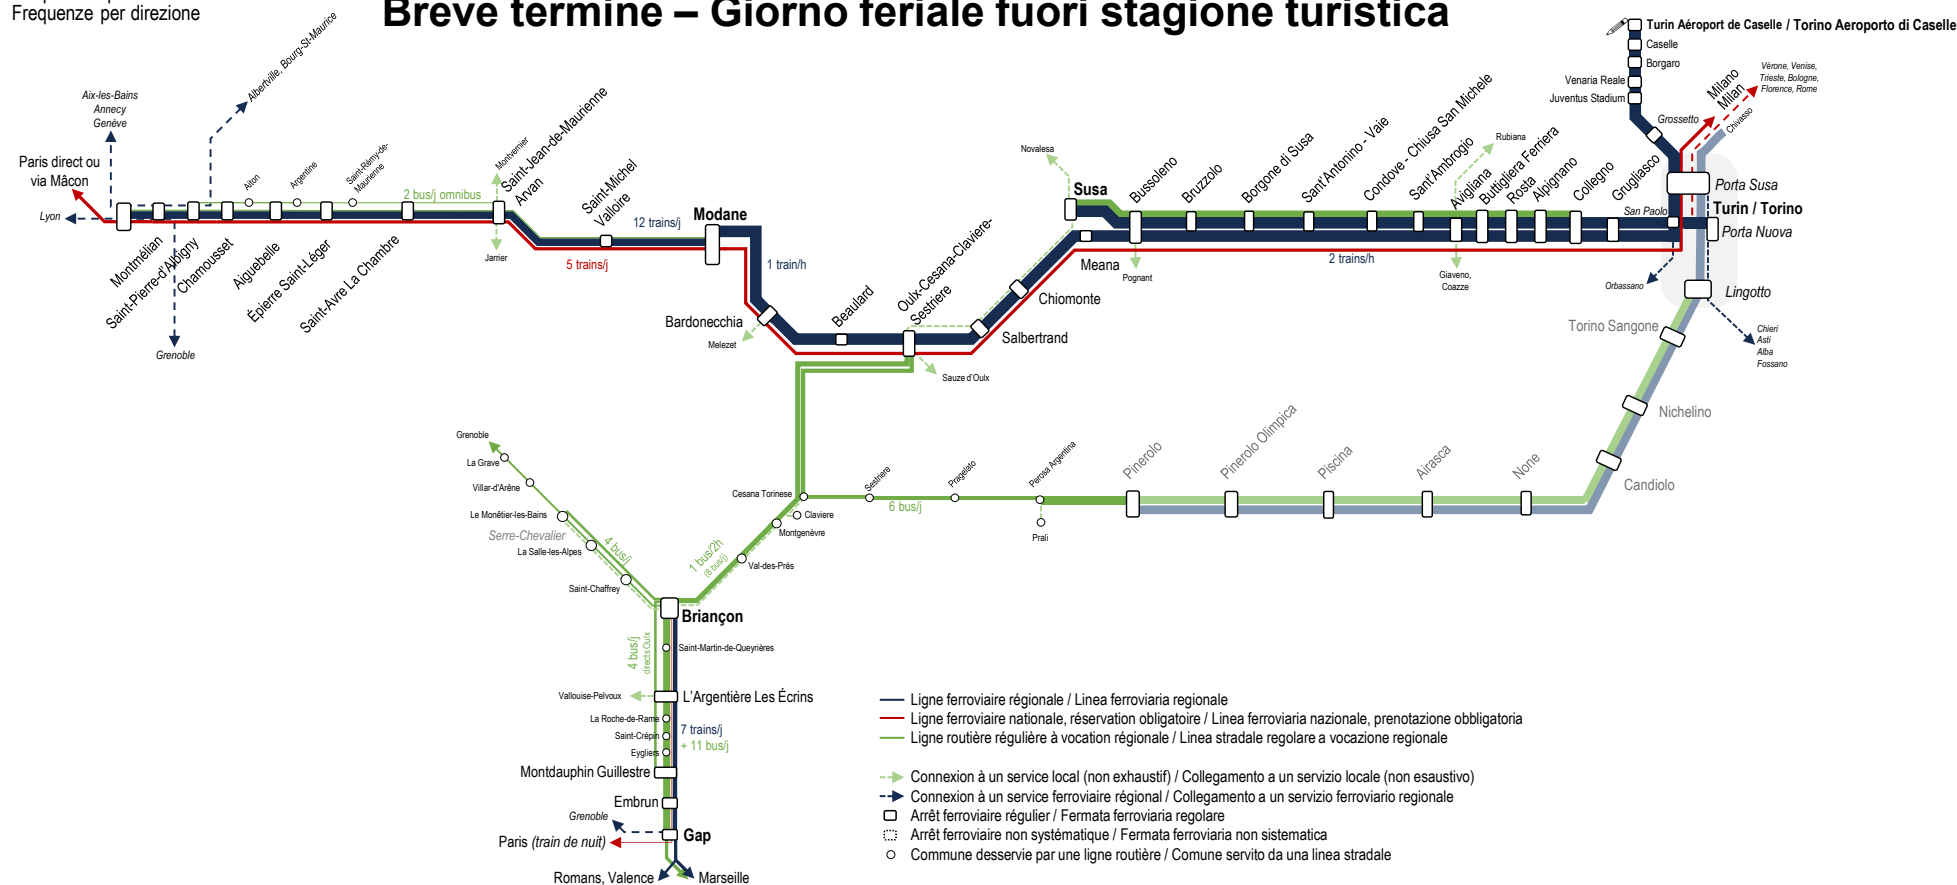 Frequenze per direzione
Breve termine – Giorno feriale fuori stagione turistica
Turin Aéroport de Caselle / Torino Aeroporto di Caselle
Caselle
Borgaro
Venaria Reale
Juventus Stadium
Grossetto
Milano
Milan
Vérone, Venise,
Trieste, Bologne,
Florence, Rome
Chivasso
Porta Susa
San Paolo
Turin / Torino
Porta Nuova
Orbassano
Lingotto
Chieri
Asti
Alba
Fossano
Albertville, Bourg-St-Maurice
Aix-les-Bains
Annecy
Genève
Paris direct ou
via Mâcon
Lyon
Aiton
Argentine
Saint-Rémy-de-
Maurienne
2 bus/j omnibus
Montvernier
Saint-Jean-de-Maurienne
Arvan
Jarrier
Montmélian
Saint-Pierre-d'Albigny
Chamousset
Aiguebelle
Épierre Saint-Léger
Saint-Avre La Chambre
Grenoble
Saint-Michel
Valloire
12 trains/j
5 trains/j
Modane
1 train/h
Bardonecchia
Melezet
Beaulard
Oulx-Cesana-Claviere-
Sestriere
Sauze d'Oulx
Salbertrand
Chiomonte
Meana
Novalesa
Susa
Bussoleno
Pognant
Bruzzolo
Borgone di Susa
Sant'Antonino - Vaie
Condove - Chiusa San Michele
Sant'Ambrogio
Avigliana
Rubiana
Giaveno,
Coazze
Buttigliera Ferriera
Rosta
Alpignano
Collegno
Grugliasco
2 trains/h
Torino Sangone
Nichelino
Candiolo
None
Airasca
Piscina
Pinerolo Olimpica
Pinerolo
Perosa Argentina
Prali
Pragelato
Sestriere
6 bus/j
Cesana Torinese
Claviere
Montgenèvre
Val-des-Prés
1 bus/2h
(8 bus/j)
Grenoble
La Grave
Villar-d'Arêne
Le Monêtier-les-Bains
Serre-Chevalier
La Salle-les-Alpes
Saint-Chaffrey
4 bus/j
Briançon
4 bus/j
directs Oulx
Saint-Martin-de-Queyrières
Vallouise-Pelvoux
L'Argentière Les Écrins
La Roche-de-Rame
7 trains/j
+ 11 bus/j
Saint-Crépin
Eygliers
Montdauphin Guillestre
Embrun
Grenoble
Gap
Paris (train de nuit)
Romans, Valence
Marseille
Ligne ferroviaire régionale / Linea ferroviaria regionale
Ligne ferroviaire nationale, réservation obligatoire / Linea ferroviaria nazionale, prenotazione obbligatoria
Ligne routière régulière à vocation régionale / Linea stradale regolare a vocazione regionale
Connexion à un service local (non exhaustif) / Collegamento a un servizio locale (non esaustivo)
Connexion à un service ferroviaire régional / Collegamento a un servizio ferroviario regionale
Arrêt ferroviaire régulier / Fermata ferroviaria regolare
Arrêt ferroviaire non systématique / Fermata ferroviaria non sistematica
Commune desservie par une ligne routière / Comune servito da una linea stradale